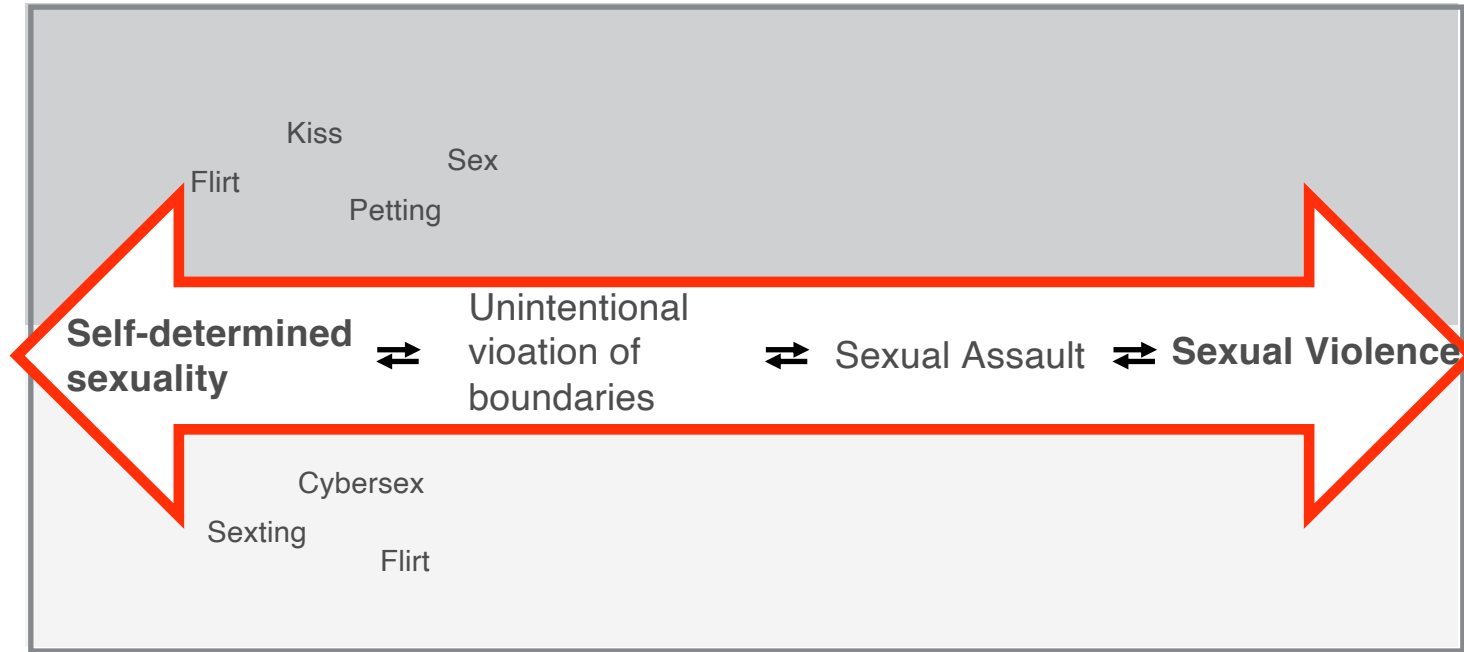 Kiss
Sex
Flirt
Petting
Self-determined
sexuality
Unintentional
vioation of
boundaries
Sexual Assault
Sexual Violence
Cybersex
Sexting
Flirt